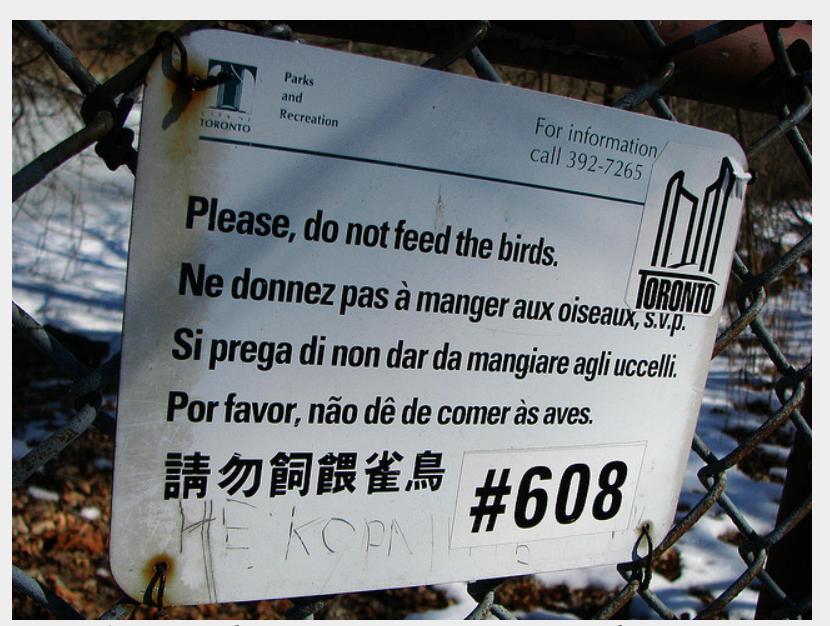 TORONTO
Parks
and
Recreation
For information
call 392-7265
TORONTO
Please, do not feed the birds.
Ne donnez pas à manger aux oiseaux, s.v.p.
Si prega di non dar da mangiare agli uccelli.
Por favor, não dê de comer às aves.
請勿飼餵雀鳥
#608
НЕ